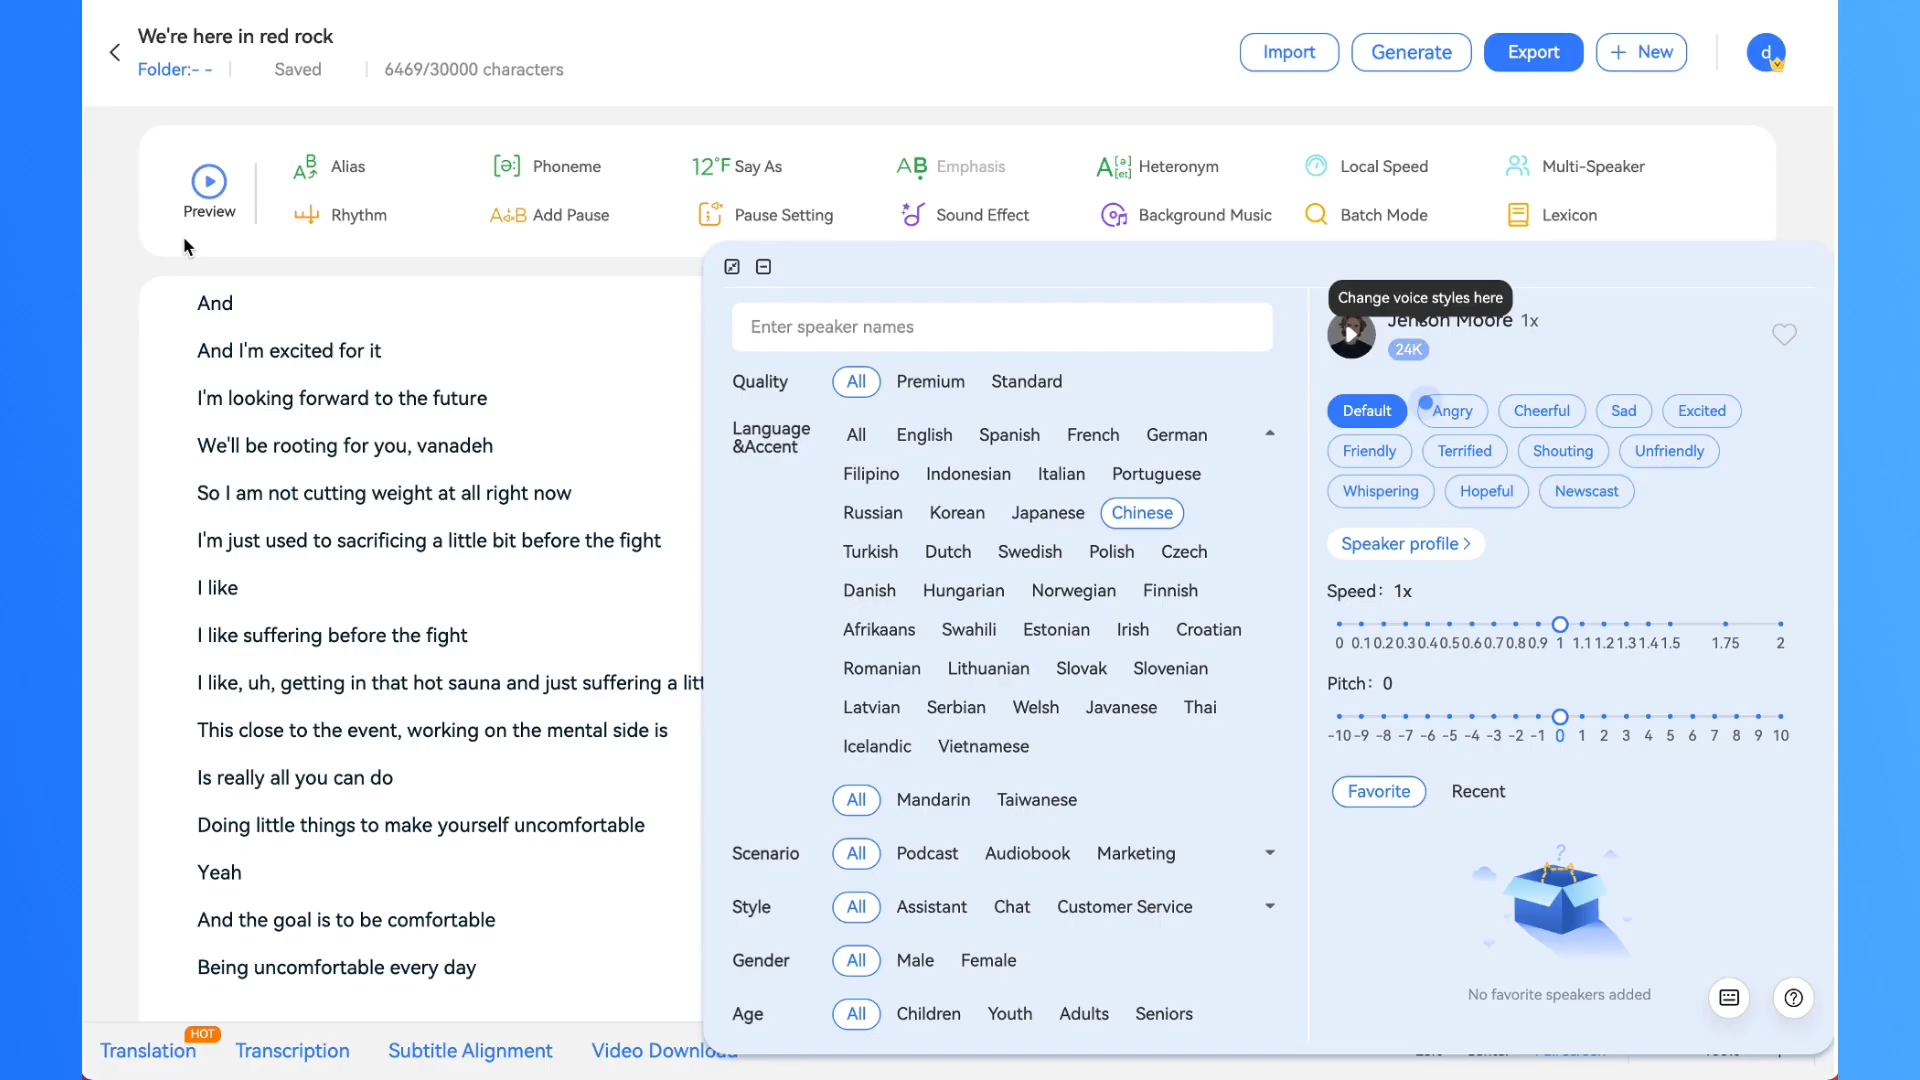 We're here in red rock
Folder:- -
Saved
6469/30000 characters
Import
Generate
Export
+ New
d
Preview
Alias
Phoneme
12°F Say As
Emphasis
Heteronym
Local Speed
Multi-Speaker
Rhythm
Add Pause
Pause Setting
Sound Effect
Background Music
Batch Mode
Lexicon
And
And I'm excited for it
I'm looking forward to the future
We'll be rooting for you, vanadeh
So I am not cutting weight at all right now
I'm just used to sacrificing a little bit before the fight
I like
I like suffering before the fight
I like, uh, getting in that hot sauna and just suffering a
This close to the event, working on the mental side is
Is really all you can do
Doing little things to make yourself uncomfortable
Yeah
And the goal is to be comfortable
Being uncomfortable every day
Enter speaker names
Quality All Premium Standard
Language &Accent
All English Spanish French German
Filipino Indonesian Italian Portuguese
Russian Korean Japanese Chinese
Turkish Dutch Swedish Polish Czech
Danish Hungarian Norwegian Finnish
Afrikaans Swahili Estonian Irish Croatian
Romanian Lithuanian Slovak Slovenian
Latvian Serbian Welsh Javanese Thai
Icelandic Vietnamese
All Mandarin Taiwanese
Scenario All Podcast Audiobook Marketing
Style All Assistant Chat Customer Service
Gender All Male Female
Age All Children Youth Adults Seniors
Change voice styles here
Jenson Moore 1x
24K
Default Angry Cheerful Sad Excited
Friendly Terrified Shouting Unfriendly
Whispering Hopeful Newscast
Speaker profile >
Speed: 1x
0 0.1 0.2 0.3 0.4 0.5 0.6 0.7 0.8 0.9 1 1.1 1.2 1.3 1.4 1.5 1.75 2
Pitch: 0
-10 -9 -8 -7 -6 -5 -4 -3 -2 -1 0 1 2 3 4 5 6 7 8 9 10
Favorite Recent
No favorite speakers added
HOT
Translation
Transcription
Subtitle Alignment
Video Download